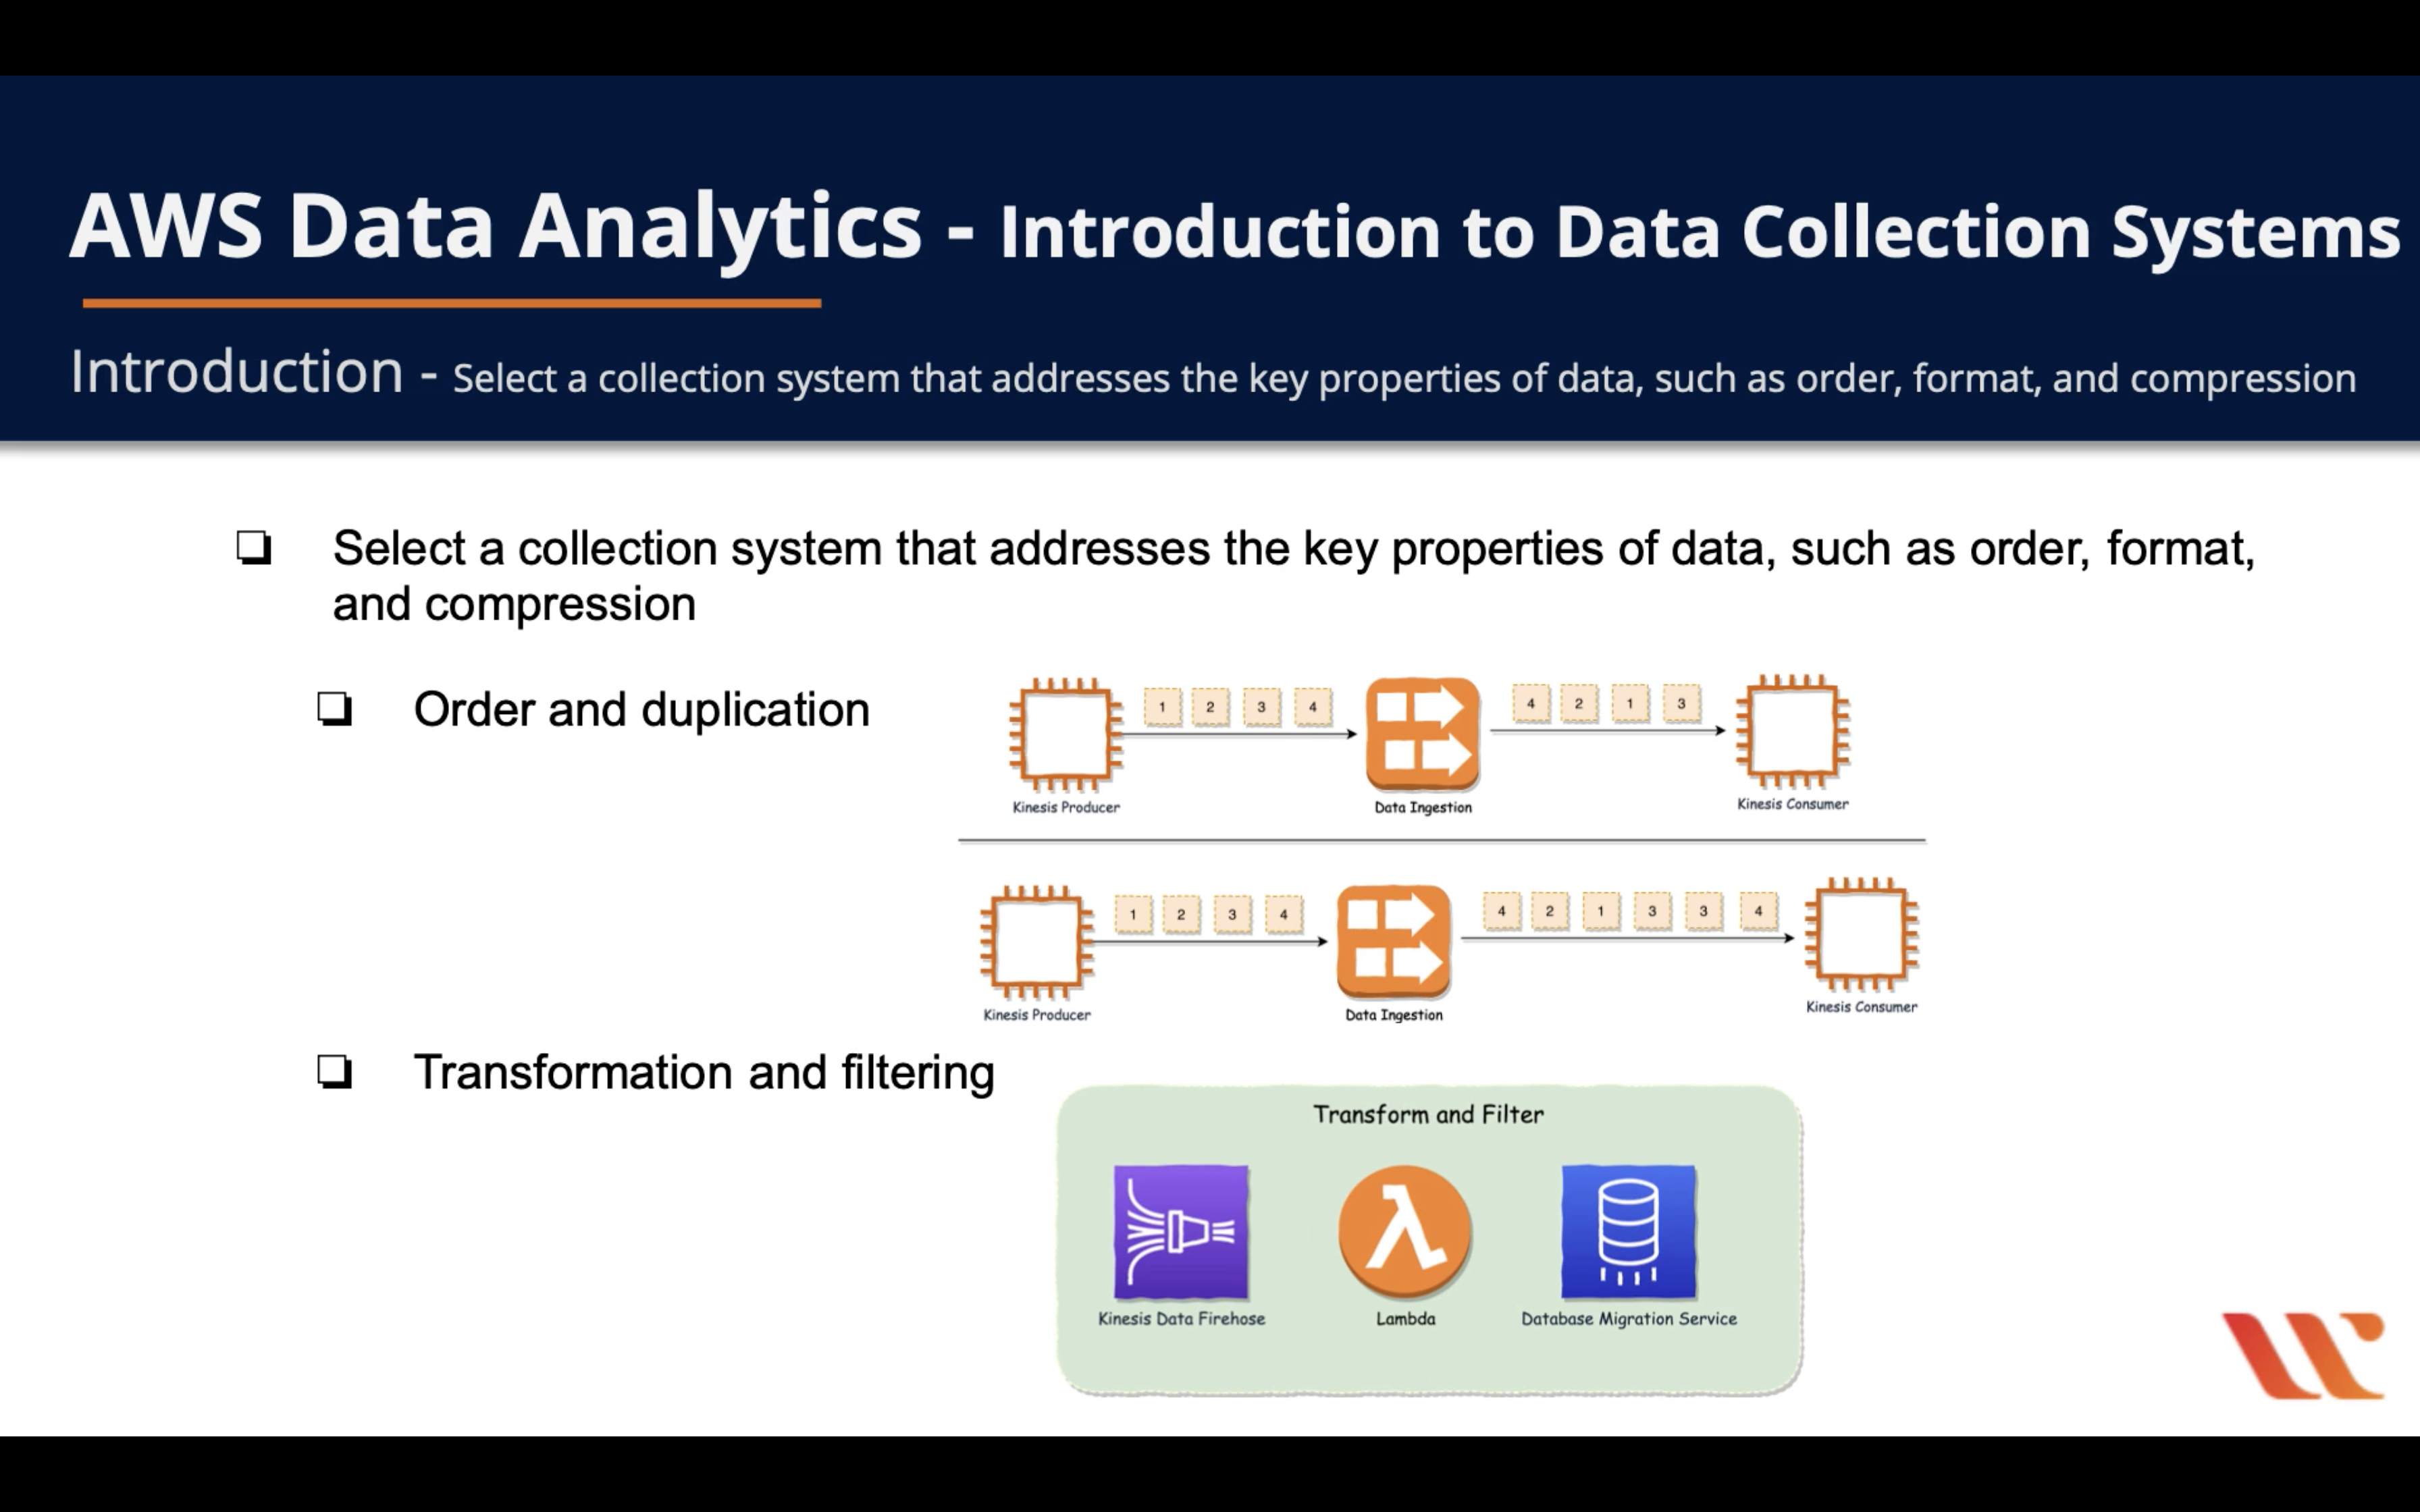 AWS Data Analytics - Introduction to Data Collection Systems
Introduction - Select a collection system that addresses the key properties of data, such as order, format, and compression
Select a collection system that addresses the key properties of data, such as order, format,
and compression
Order and duplication
1 2 3 4
4 2 1 3
Kinesis Producer
Data Ingestion
Kinesis Consumer
1 2 3 4
4 2 1 3 3 4
Kinesis Producer
Data Ingestion
Kinesis Consumer
Transformation and filtering
Transform and Filter
Kinesis Data Firehose
Lambda
Database Migration Service